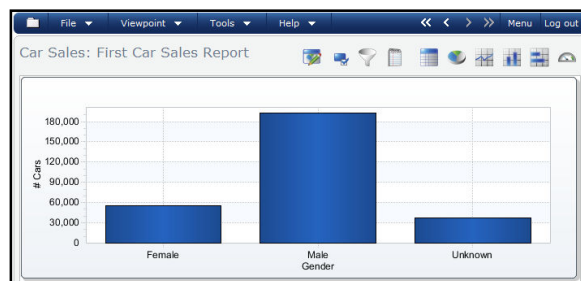 File Viewpoint Tools Help Menu Log out
Car Sales: First Car Sales Report
180,000
150,000
120,000
90,000
60,000
30,000
0
# Cars
Female Male Unknown
Gender